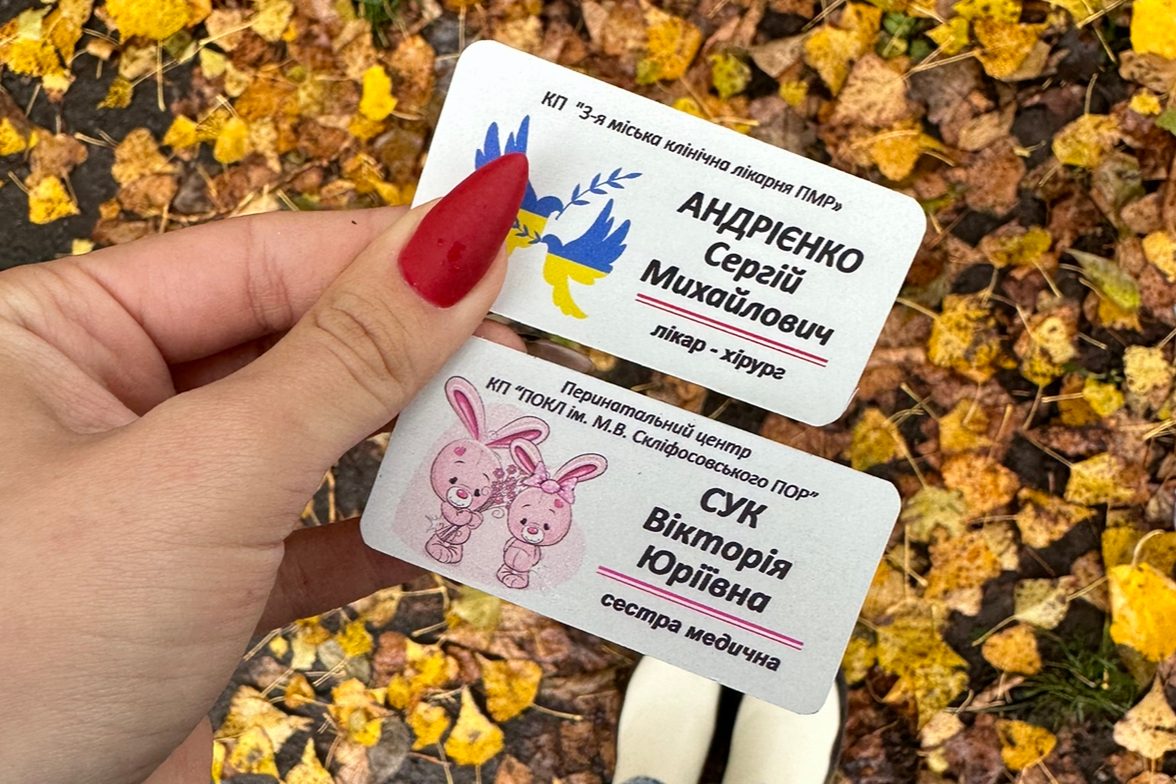 КП "3-я міська клінічна лікарня ПМР»
АНДРІЄНКО
Сергій
Михайлович
лікар - хірург
Перинатальний центр
КП “ПОКЛ ім. М.В. Скліфосовського ПОР”
СУК
Вікторія
Юріївна
сестра медична